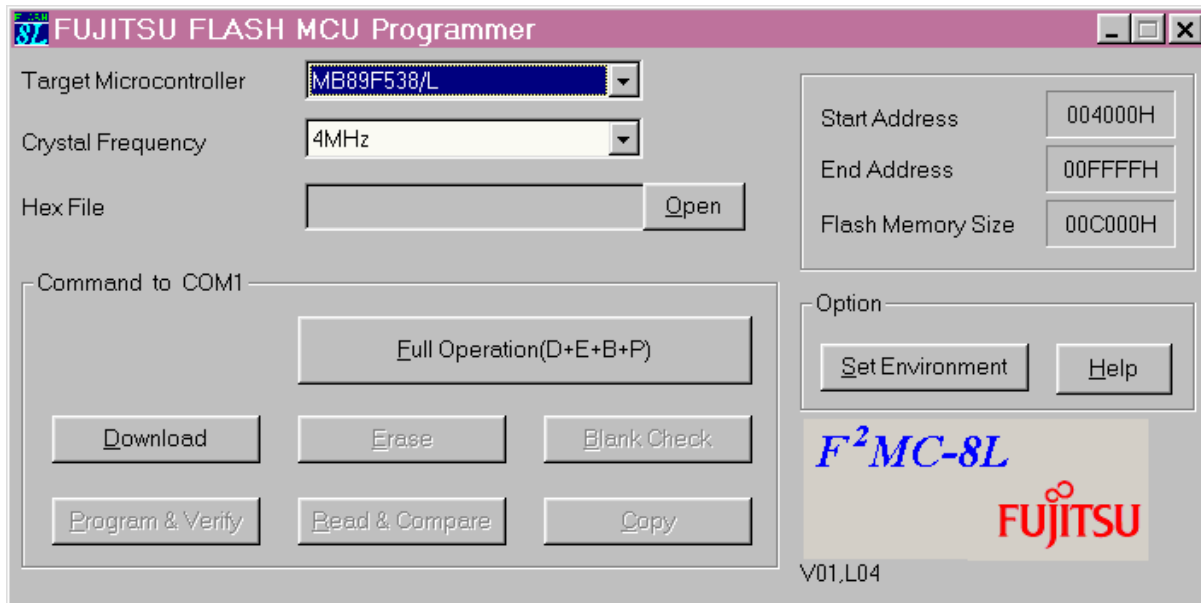 FLASH
8L
FUJITSU FLASH MCU Programmer
Target Microcontroller
MB89F538/L
Crystal Frequency
4MHz
Hex File
Open
Start Address
004000H
End Address
00FFFFH
Flash Memory Size
00C000H
Command to COM1
Full Operation(D+E+B+P)
Download
Erase
Blank Check
Program & Verify
Read & Compare
Copy
Option
Set Environment
Help
F²MC-8L
FUJITSU
V01,L04